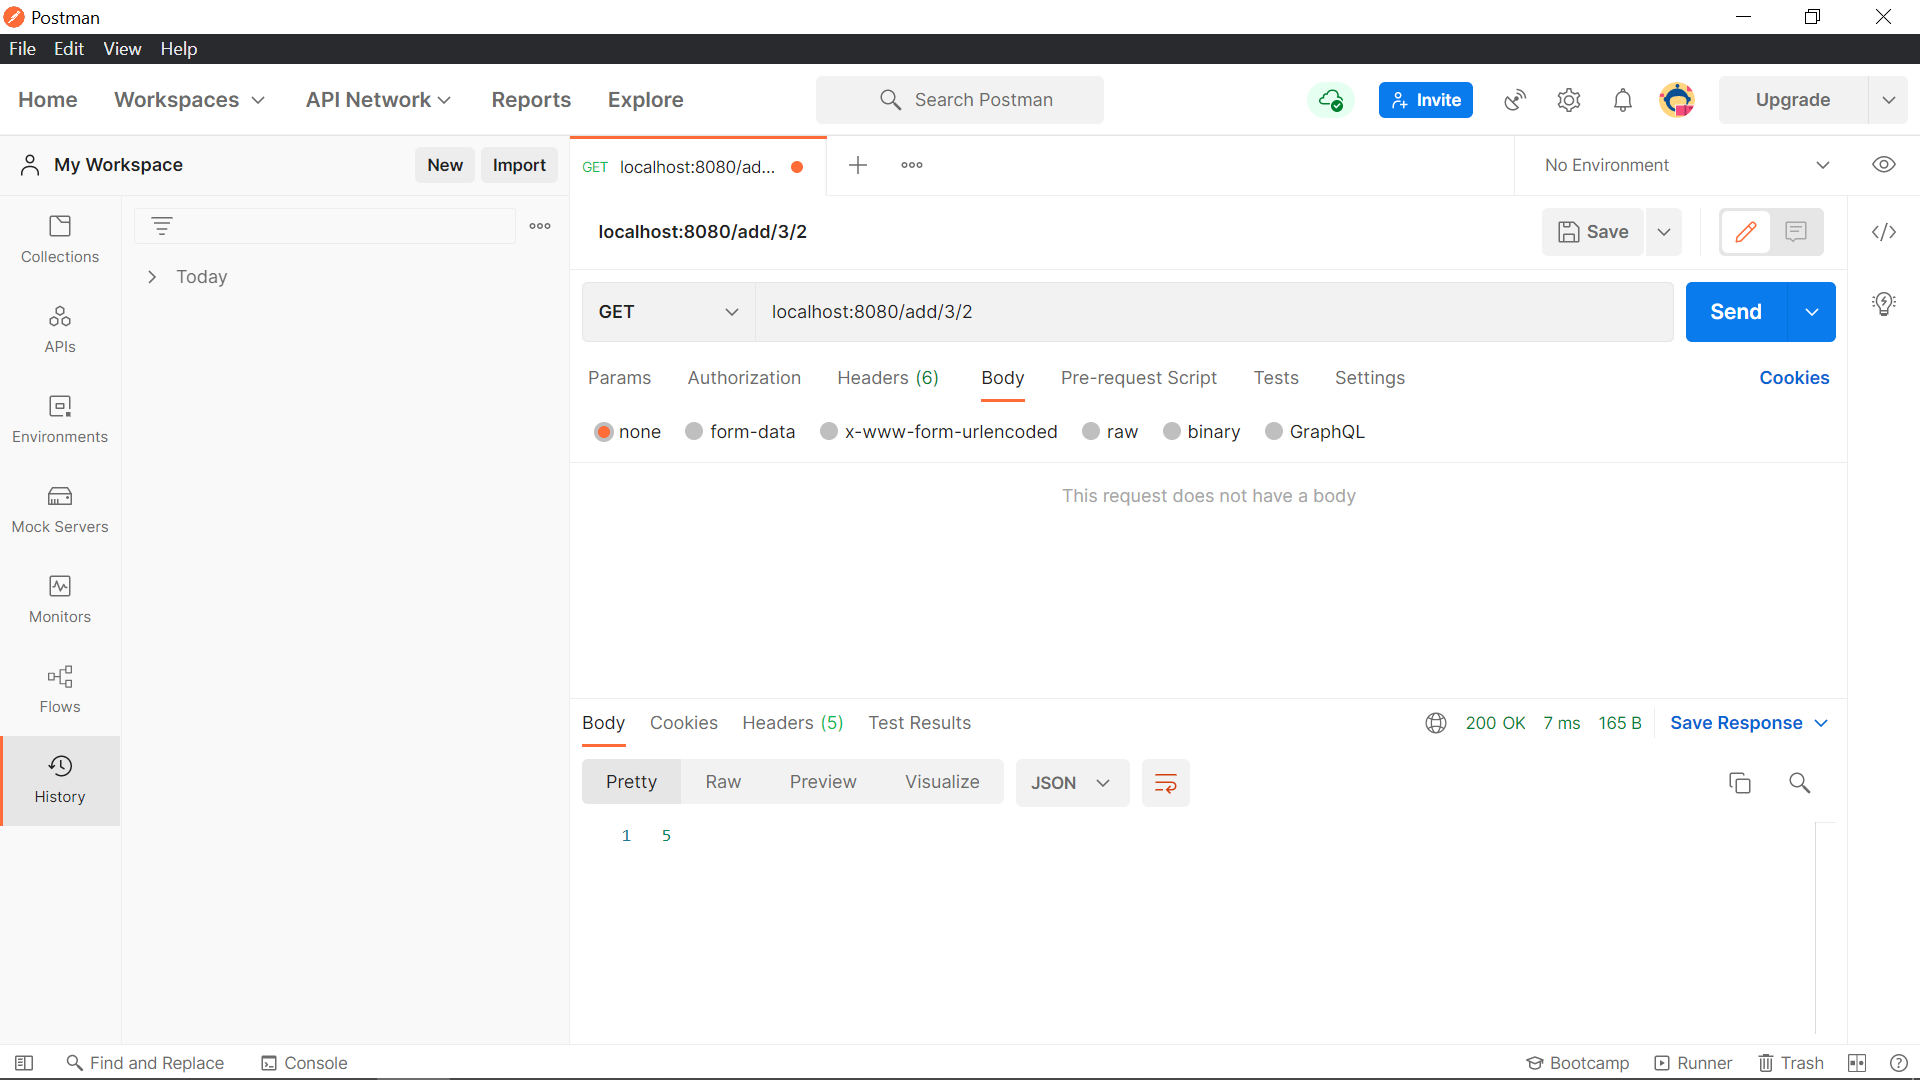 Postman
File Edit View Help
Home Workspaces API Network Reports Explore Search Postman Invite Upgrade
My Workspace New Import GET localhost:8080/ad... No Environment
localhost:8080/add/3/2 Save
Collections
Today
GET localhost:8080/add/3/2 Send
APIs
Params Authorization Headers (6) Body Pre-request Script Tests Settings Cookies
none form-data x-www-form-urlencoded raw binary GraphQL
Environments
This request does not have a body
Mock Servers
Monitors
Flows
Body Cookies Headers (5) Test Results 200 OK 7 ms 165 B Save Response
Pretty Raw Preview Visualize JSON
History
1 5
Find and Replace Console Bootcamp Runner Trash